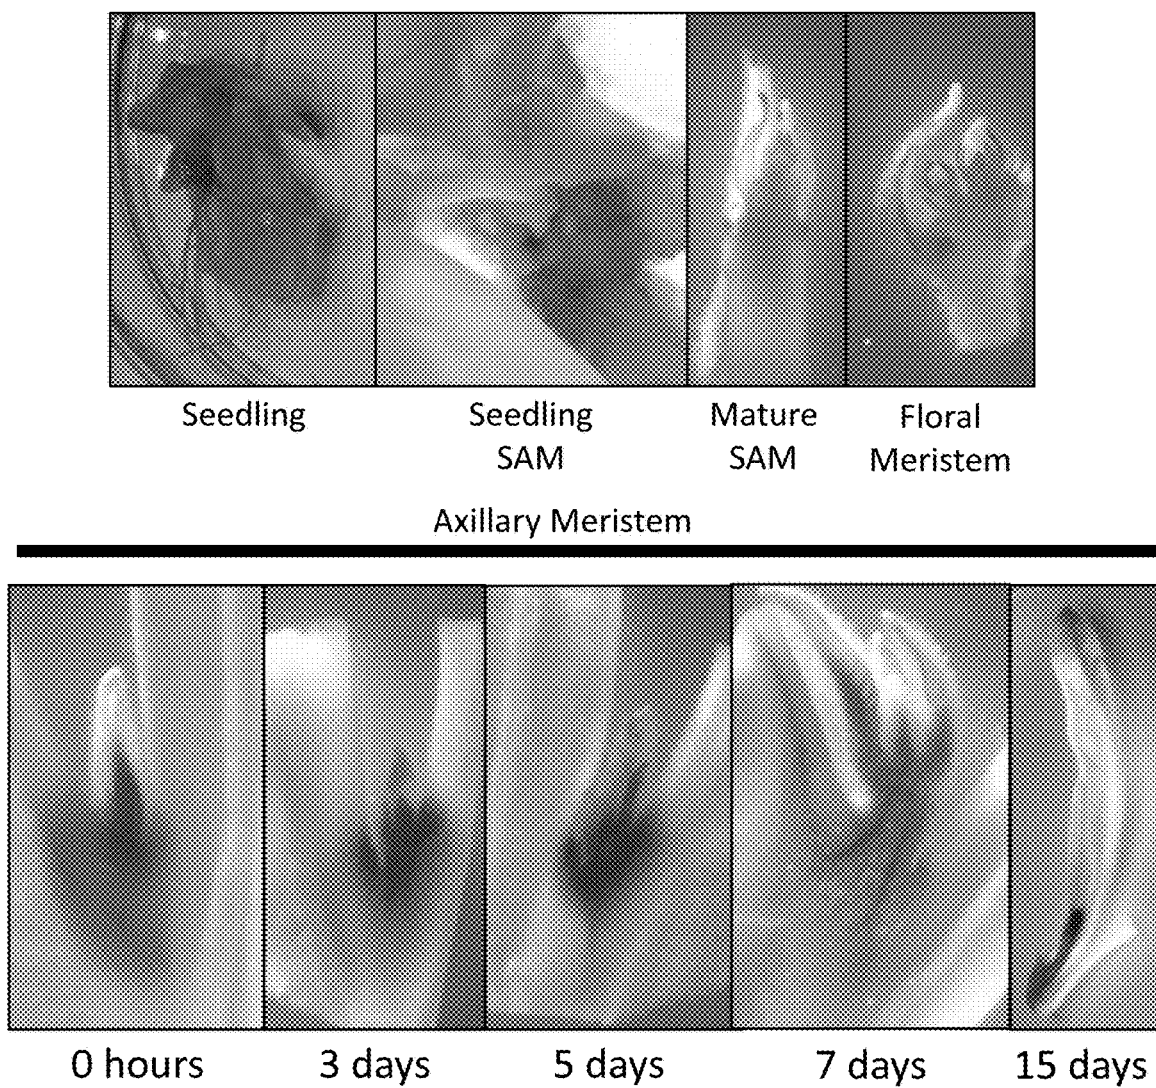 Seedling
Seedling
SAM
Mature
SAM
Floral
Meristem
Axillary Meristem
0 hours
3 days
5 days
7 days
15 days